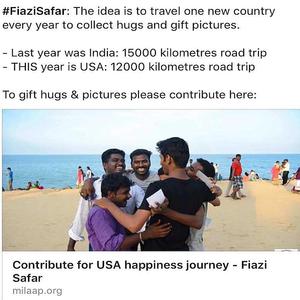 #FiaziSafar: The idea is to travel one new country
every year to collect hugs and gift pictures.
- Last year was India: 15000 kilometres road trip
- THIS year is USA: 12000 kilometres road trip
To gift hugs & pictures please contribute here:
Contribute for USA happiness journey - Fiazi
Safar
milaap.org